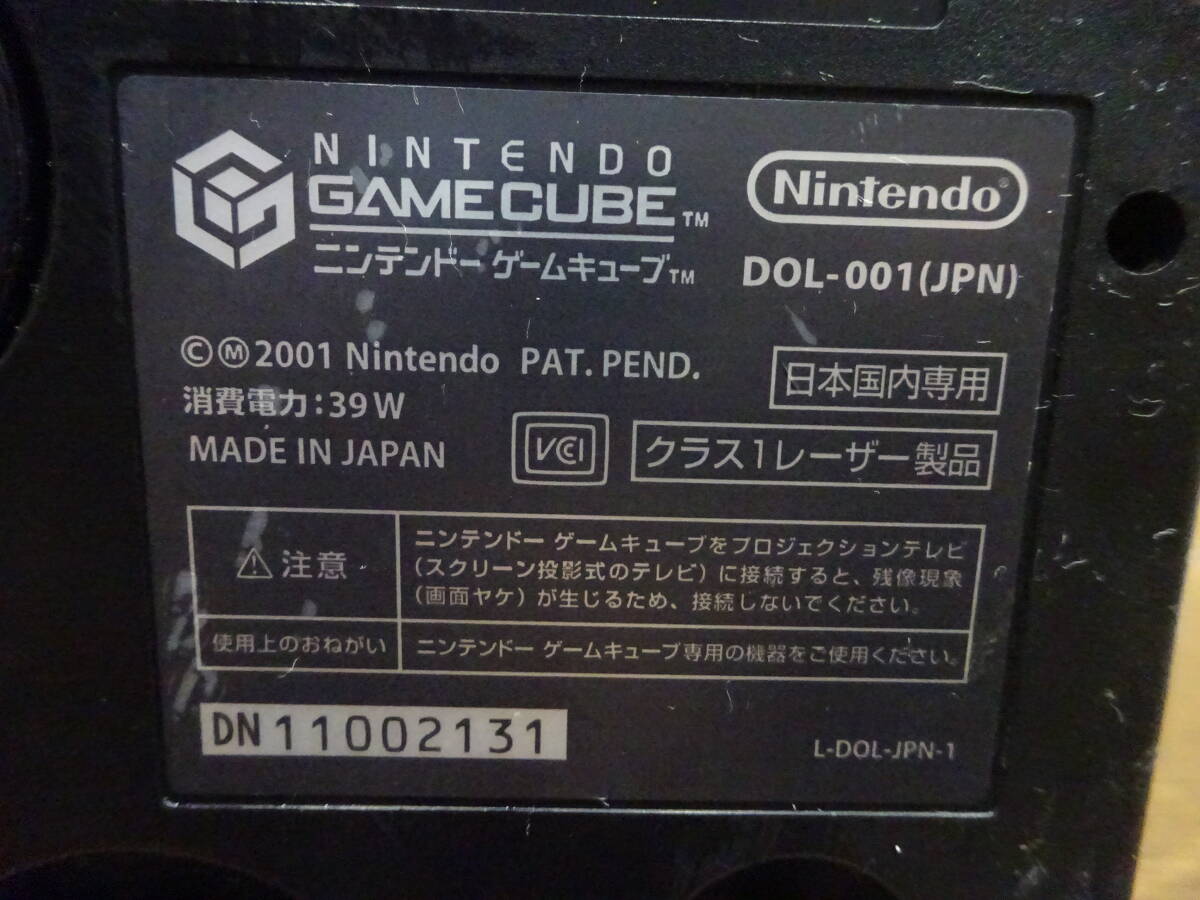 NINTENDO
GAMECUBE™
ニンテンドー ゲームキューブ™
Nintendo®
DOL-001(JPN)
©Ⓜ2001 Nintendo PAT. PEND.
消費電力:39W
MADE IN JAPAN
日本国内専用
VCI
クラス1レーザー製品
⚠注意
ニンテンドー ゲームキューブをプロジェクションテレビ
(スクリーン投影式のテレビ)に接続すると、残像現象
(画面ヤケ)が生じるため、接続しないでください。
使用上のおねがい
ニンテンドー ゲームキューブ専用の機器をご使用ください。
DN 11002131
L-DOL-JPN-1